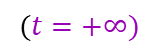 (t = +∞)